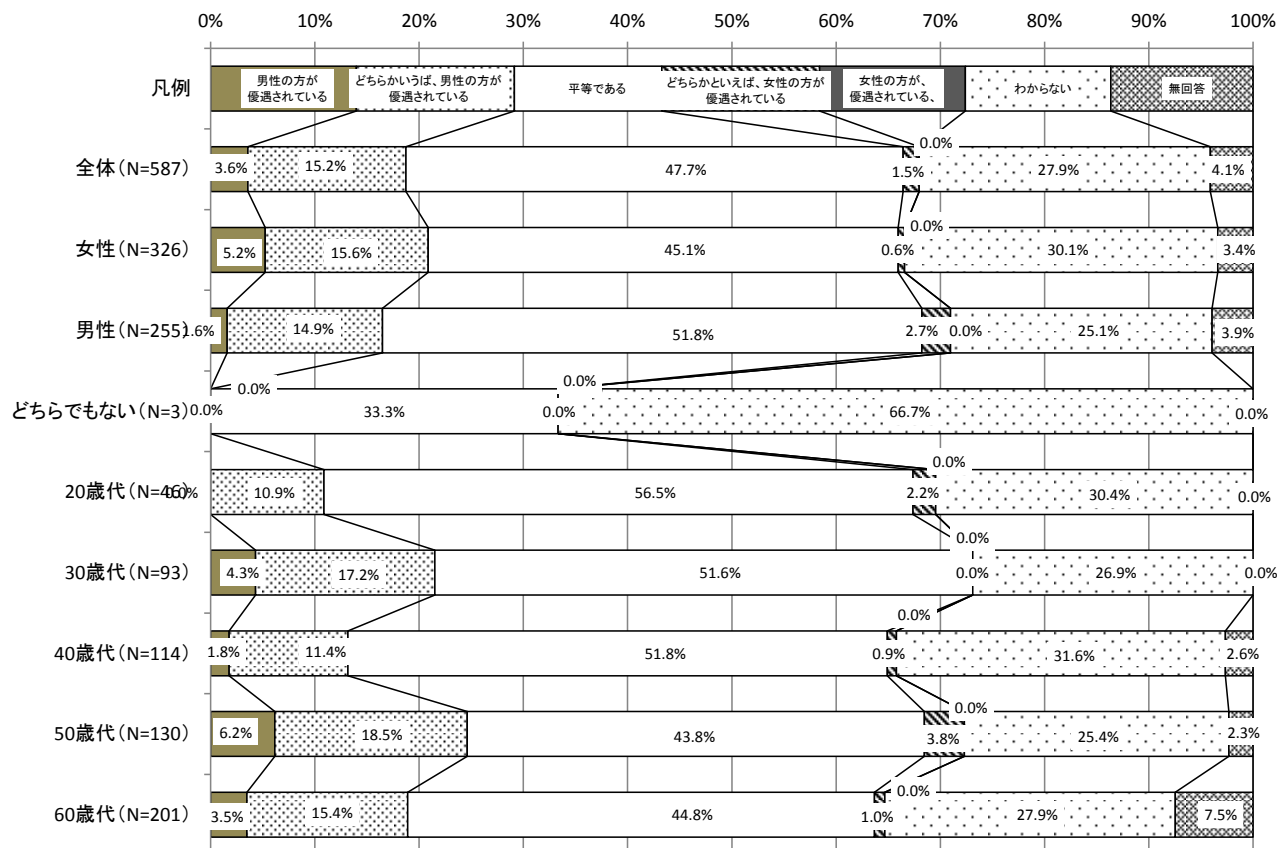 0% 10% 20% 30% 40% 50% 60% 70% 80% 90% 100%
凡例
男性の方が
優遇されている
どちらかいうば、男性の方が
優遇されている
平等である
どちらかといえば、女性の方が
優遇されている
女性の方が、
優遇されている、
わからない
無回答
0.0%
全体（N=587） 3.6% 15.2% 47.7% 1.5% 27.9% 4.1%
0.0%
女性（N=326） 5.2% 15.6% 45.1% 0.6% 30.1% 3.4%
男性（N=255） 1.6% 14.9% 51.8% 2.7% 0.0% 25.1% 3.9%
0.0% 0.0%
どちらでもない（N=3） 0.0% 33.3% 0.0% 66.7% 0.0%
0.0%
20歳代（N=46） 0.0% 10.9% 56.5% 2.2% 30.4% 0.0%
0.0%
30歳代（N=93） 4.3% 17.2% 51.6% 0.0% 26.9% 0.0%
0.0%
40歳代（N=114） 1.8% 11.4% 51.8% 0.9% 31.6% 2.6%
0.0%
50歳代（N=130） 6.2% 18.5% 43.8% 3.8% 25.4% 2.3%
0.0%
60歳代（N=201） 3.5% 15.4% 44.8% 1.0% 27.9% 7.5%